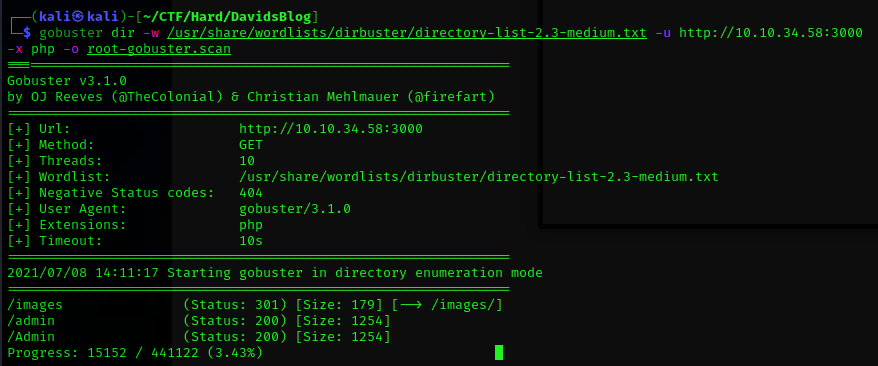 ┌──(kali㉿kali)-[~/CTF/Hard/DavidsBlog]
└─$ gobuster dir -w /usr/share/wordlists/dirbuster/directory-list-2.3-medium.txt -u http://10.10.34.58:3000
-x php -o root-gobuster.scan
===============================================================
Gobuster v3.1.0
by OJ Reeves (@TheColonial) & Christian Mehlmauer (@firefart)
===============================================================
[+] Url:                     http://10.10.34.58:3000
[+] Method:                  GET
[+] Threads:                 10
[+] Wordlist:                /usr/share/wordlists/dirbuster/directory-list-2.3-medium.txt
[+] Negative Status codes:   404
[+] User Agent:              gobuster/3.1.0
[+] Extensions:              php
[+] Timeout:                 10s
===============================================================
2021/07/08 14:11:17 Starting gobuster in directory enumeration mode
===============================================================
/images               (Status: 301) [Size: 179] [--> /images/]
/admin                (Status: 200) [Size: 1254]
/Admin                (Status: 200) [Size: 1254]
Progress: 15152 / 441122 (3.43%)